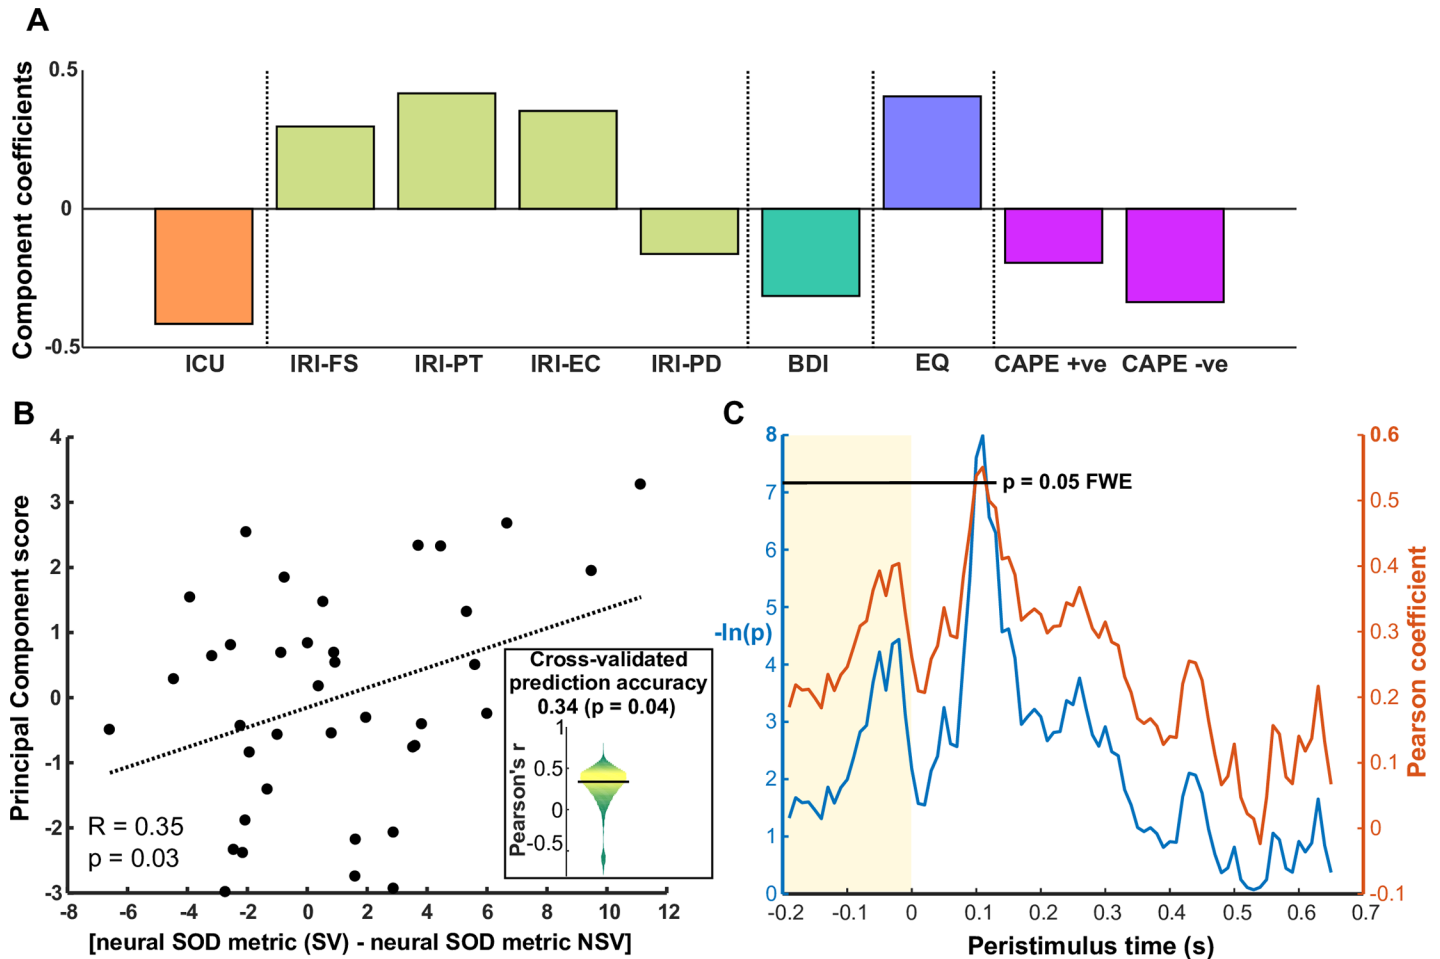 A
Component coefficients
0.5
0
-0.5
ICU
IRI-FS
IRI-PT
IRI-EC
IRI-PD
BDI
EQ
CAPE +ve
CAPE -ve
B
Principal Component score
4
3
2
1
0
-1
-2
-3
R = 0.35
p = 0.03
Cross-validated
prediction accuracy
0.34 (p = 0.04)
Pearson's r
1
0.5
0
-0.5
-8
-6
-4
-2
0
2
4
6
8
10
12
[neural SOD metric (SV) - neural SOD metric NSV]
C
-ln(p)
8
7
6
5
4
3
2
1
0
p = 0.05 FWE
0.6
0.5
0.4
0.3
0.2
0.1
0
-0.1
Pearson coefficient
-0.2
-0.1
0
0.1
0.2
0.3
0.4
0.5
0.6
0.7
Peristimulus time (s)